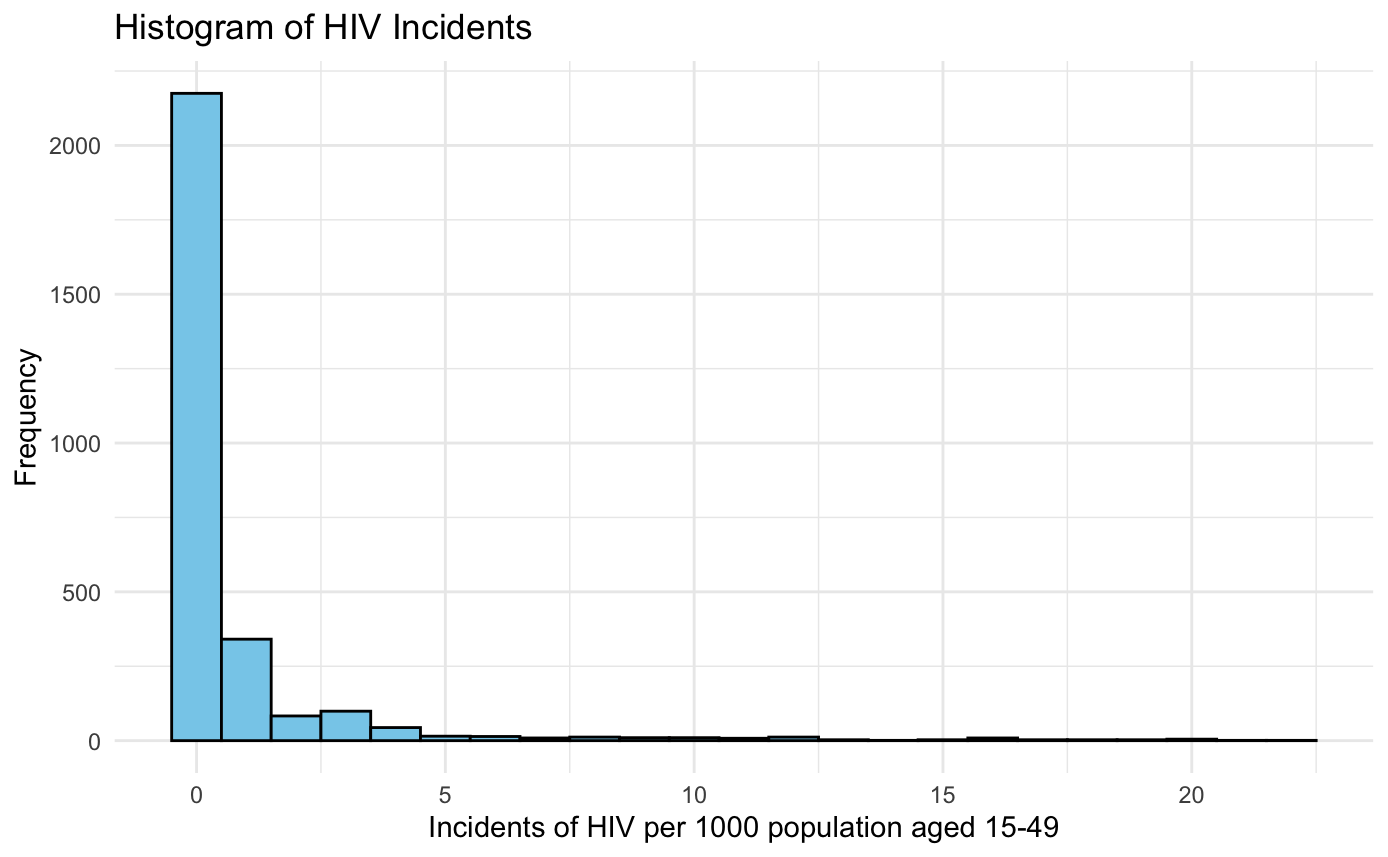 Histogram of HIV Incidents
2000
1500
1000
500
0
Frequency
0 5 10 15 20
Incidents of HIV per 1000 population aged 15-49